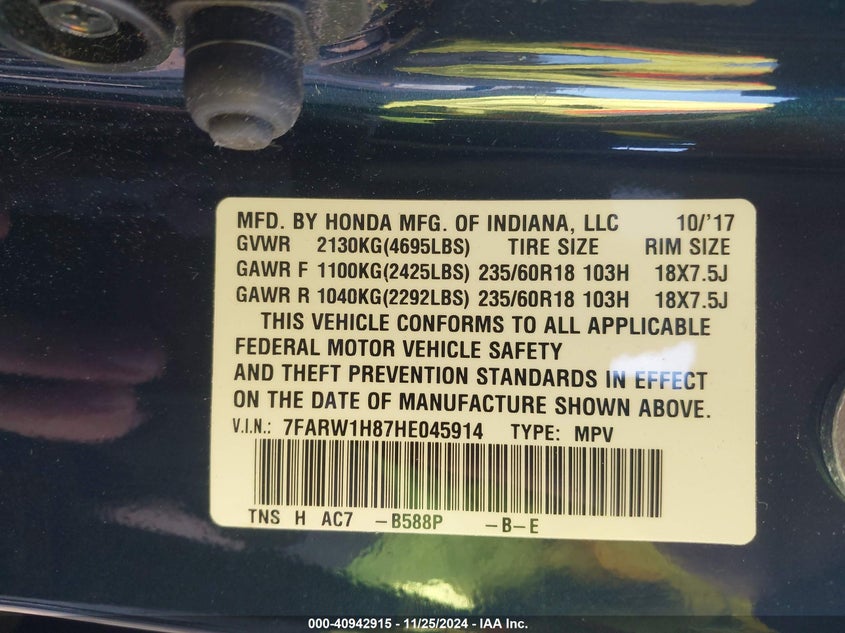 MFD. BY HONDA MFG. OF INDIANA, LLC 10/'17
GVWR 2130KG(4695LBS) TIRE SIZE RIM SIZE
GAWR F 1100KG(2425LBS) 235/60R18 103H 18X7.5J
GAWR R 1040KG(2292LBS) 235/60R18 103H 18X7.5J
THIS VEHICLE CONFORMS TO ALL APPLICABLE
FEDERAL MOTOR VEHICLE SAFETY
AND THEFT PREVENTION STANDARDS IN EFFECT
ON THE DATE OF MANUFACTURE SHOWN ABOVE.
V.I.N.: 7FARW1H87HE045914 TYPE: MPV
TNS H AC7 -B588P -B-E
000-40942915 - 11/25/2024 - IAA Inc.